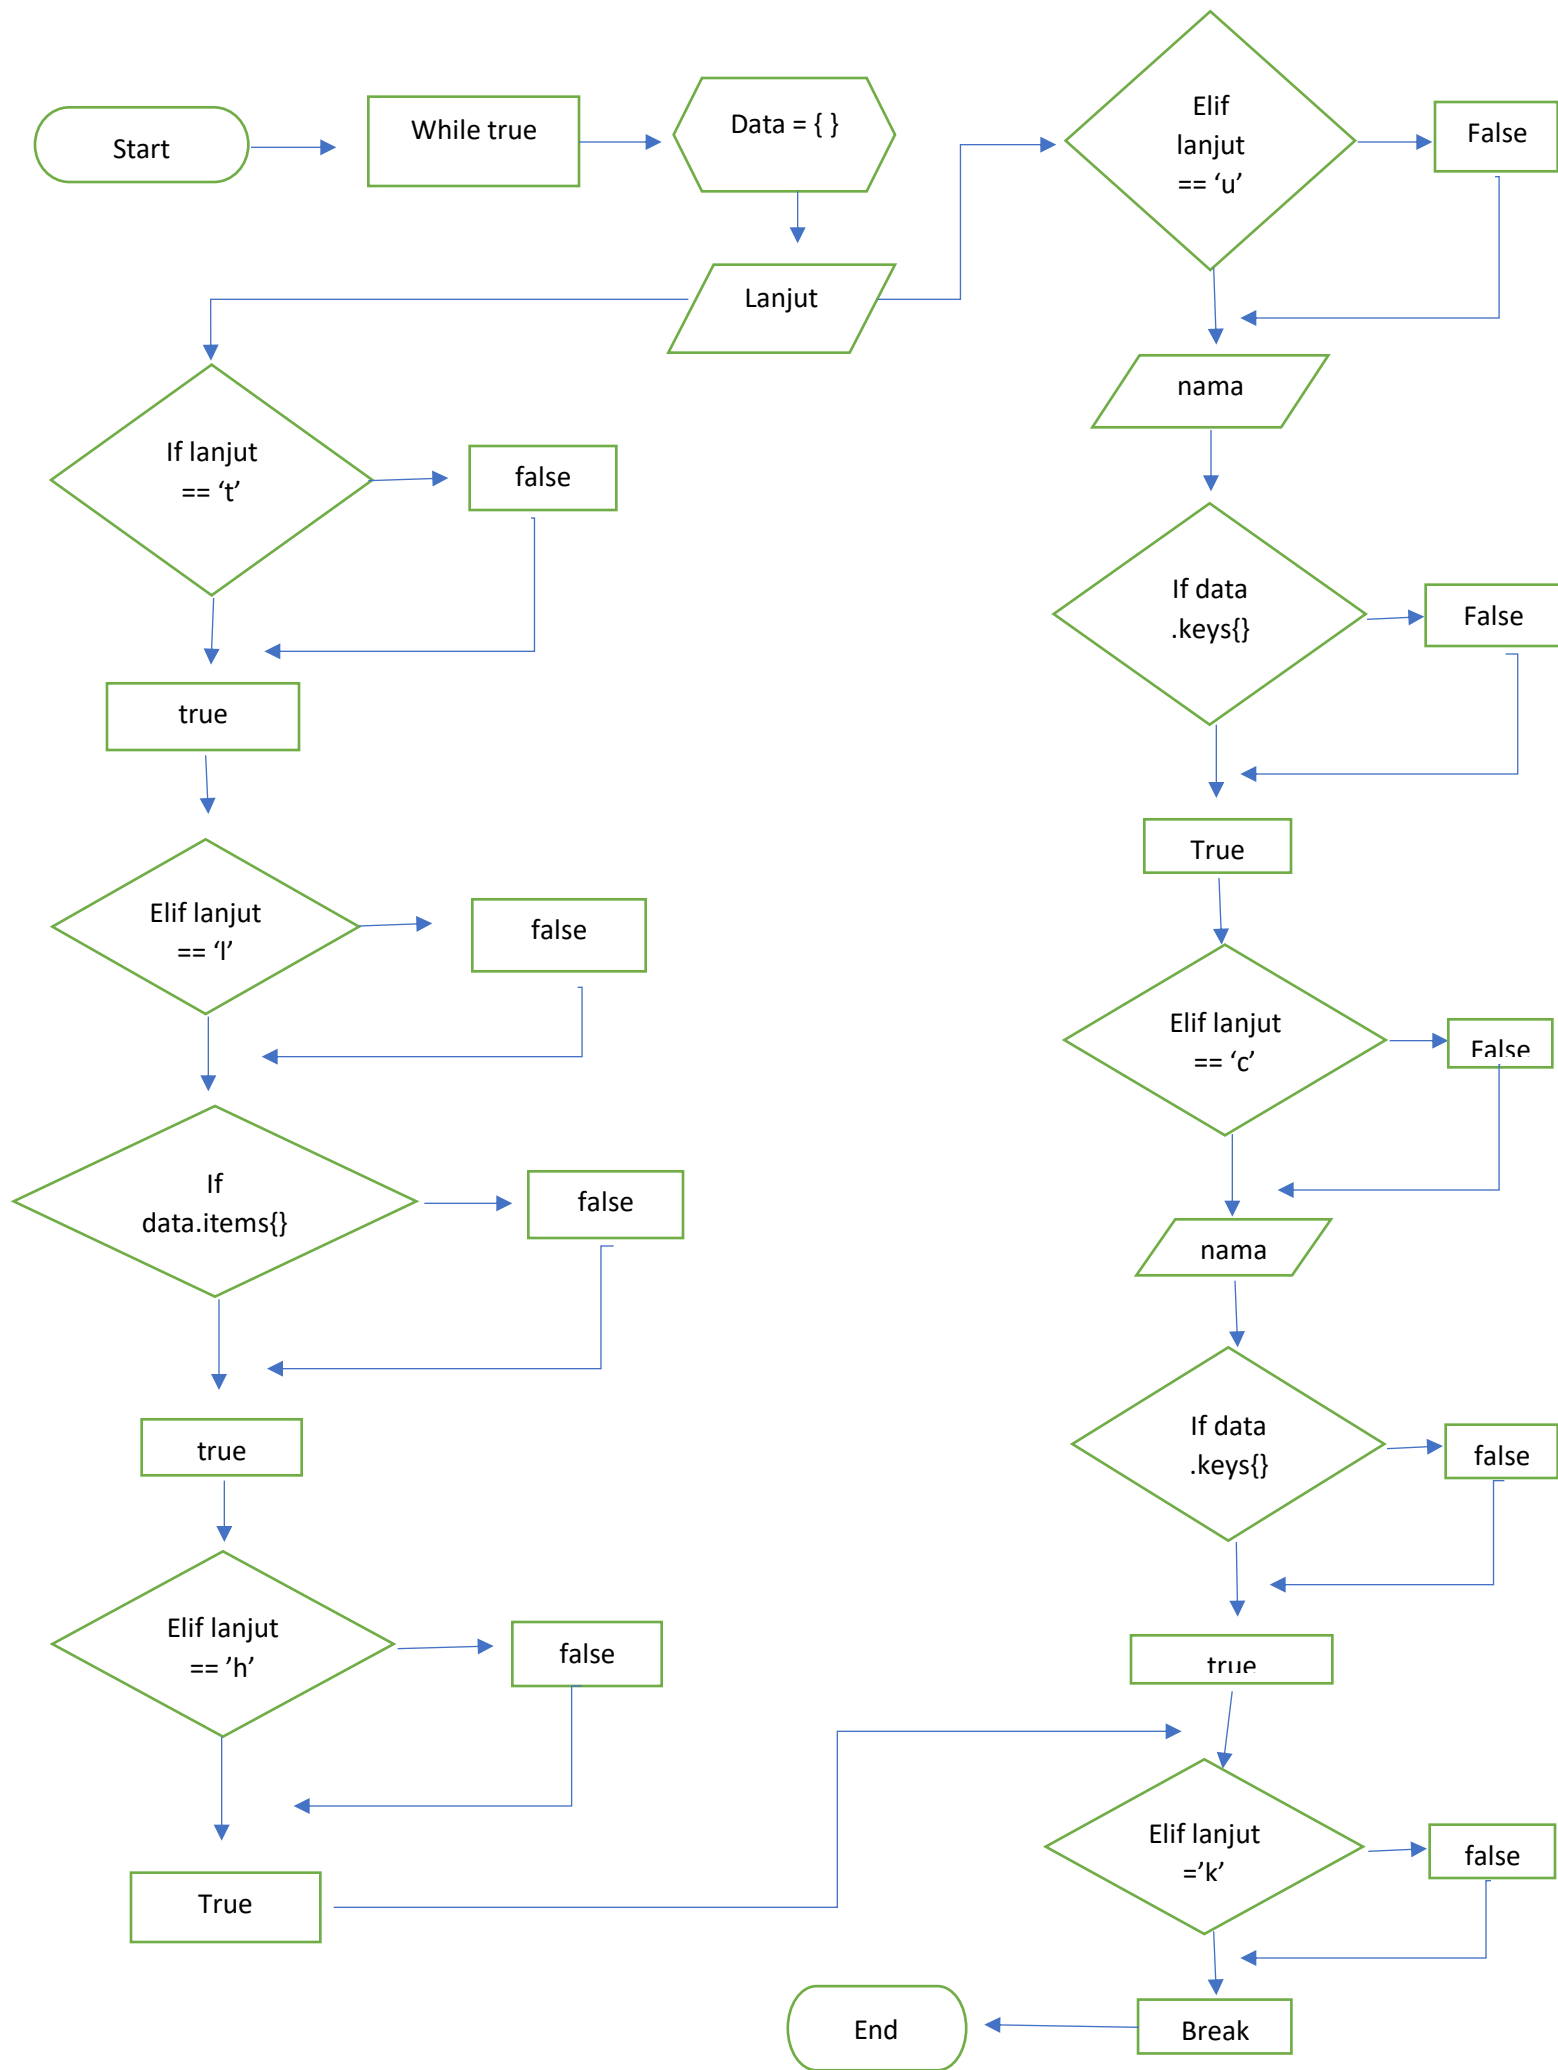 Start
While true
Data = { }
Lanjut
If lanjut
== ‘t’
false
true
Elif lanjut
== ‘l’
false
If
data.items{}
false
true
Elif lanjut
== ’h’
false
True
Elif
lanjut
== ‘u’
False
nama
If data
.keys{}
False
True
Elif lanjut
== ‘c’
False
nama
If data
.keys{}
false
true
Elif lanjut
=’k’
false
Break
End